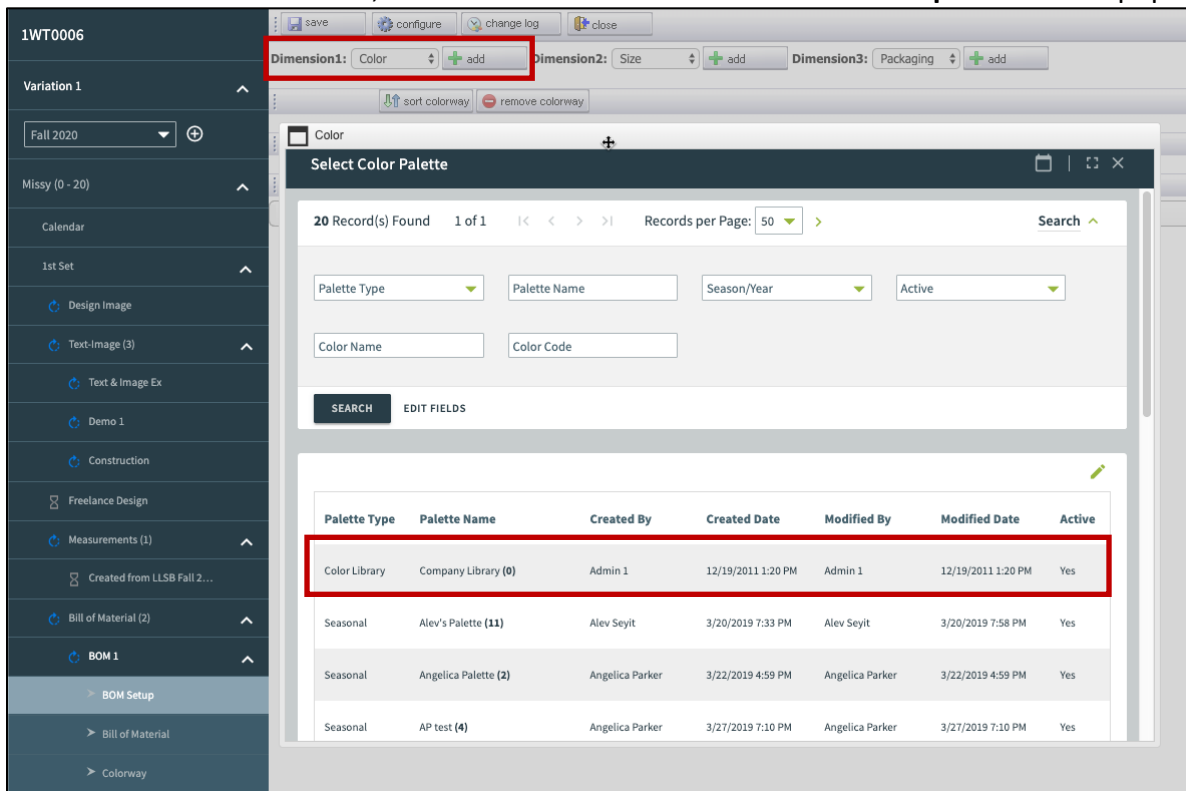 1WT0006
Variation 1
Fall 2020
Missy (0 - 20)
Calendar
1st Set
Design Image
Text-Image (3)
Text & Image Ex
Demo 1
Construction
Freelance Design
Measurements (1)
Created from LLSB Fall 2...
Bill of Material (2)
BOM 1
BOM Setup
Bill of Material
Colorway
save configure change log close
Dimension1: Color add Dimension2: Size add Dimension3: Packaging add
sort colorway remove colorway
Color
Select Color Palette
20 Record(s) Found 1 of 1 Records per Page: 50 Search
Palette Type Palette Name Season/Year Active
Color Name Color Code
SEARCH EDIT FIELDS
Palette Type Palette Name Created By Created Date Modified By Modified Date Active
Color Library Company Library (0) Admin 1 12/19/2011 1:20 PM Admin 1 12/19/2011 1:20 PM Yes
Seasonal Alev's Palette (11) Alev Seyit 3/20/2019 7:33 PM Alev Seyit 3/20/2019 7:58 PM Yes
Seasonal Angelica Palette (2) Angelica Parker 3/22/2019 4:59 PM Angelica Parker 3/22/2019 4:59 PM Yes
Seasonal AP test (4) Angelica Parker 3/27/2019 7:10 PM Angelica Parker 3/27/2019 7:10 PM Yes